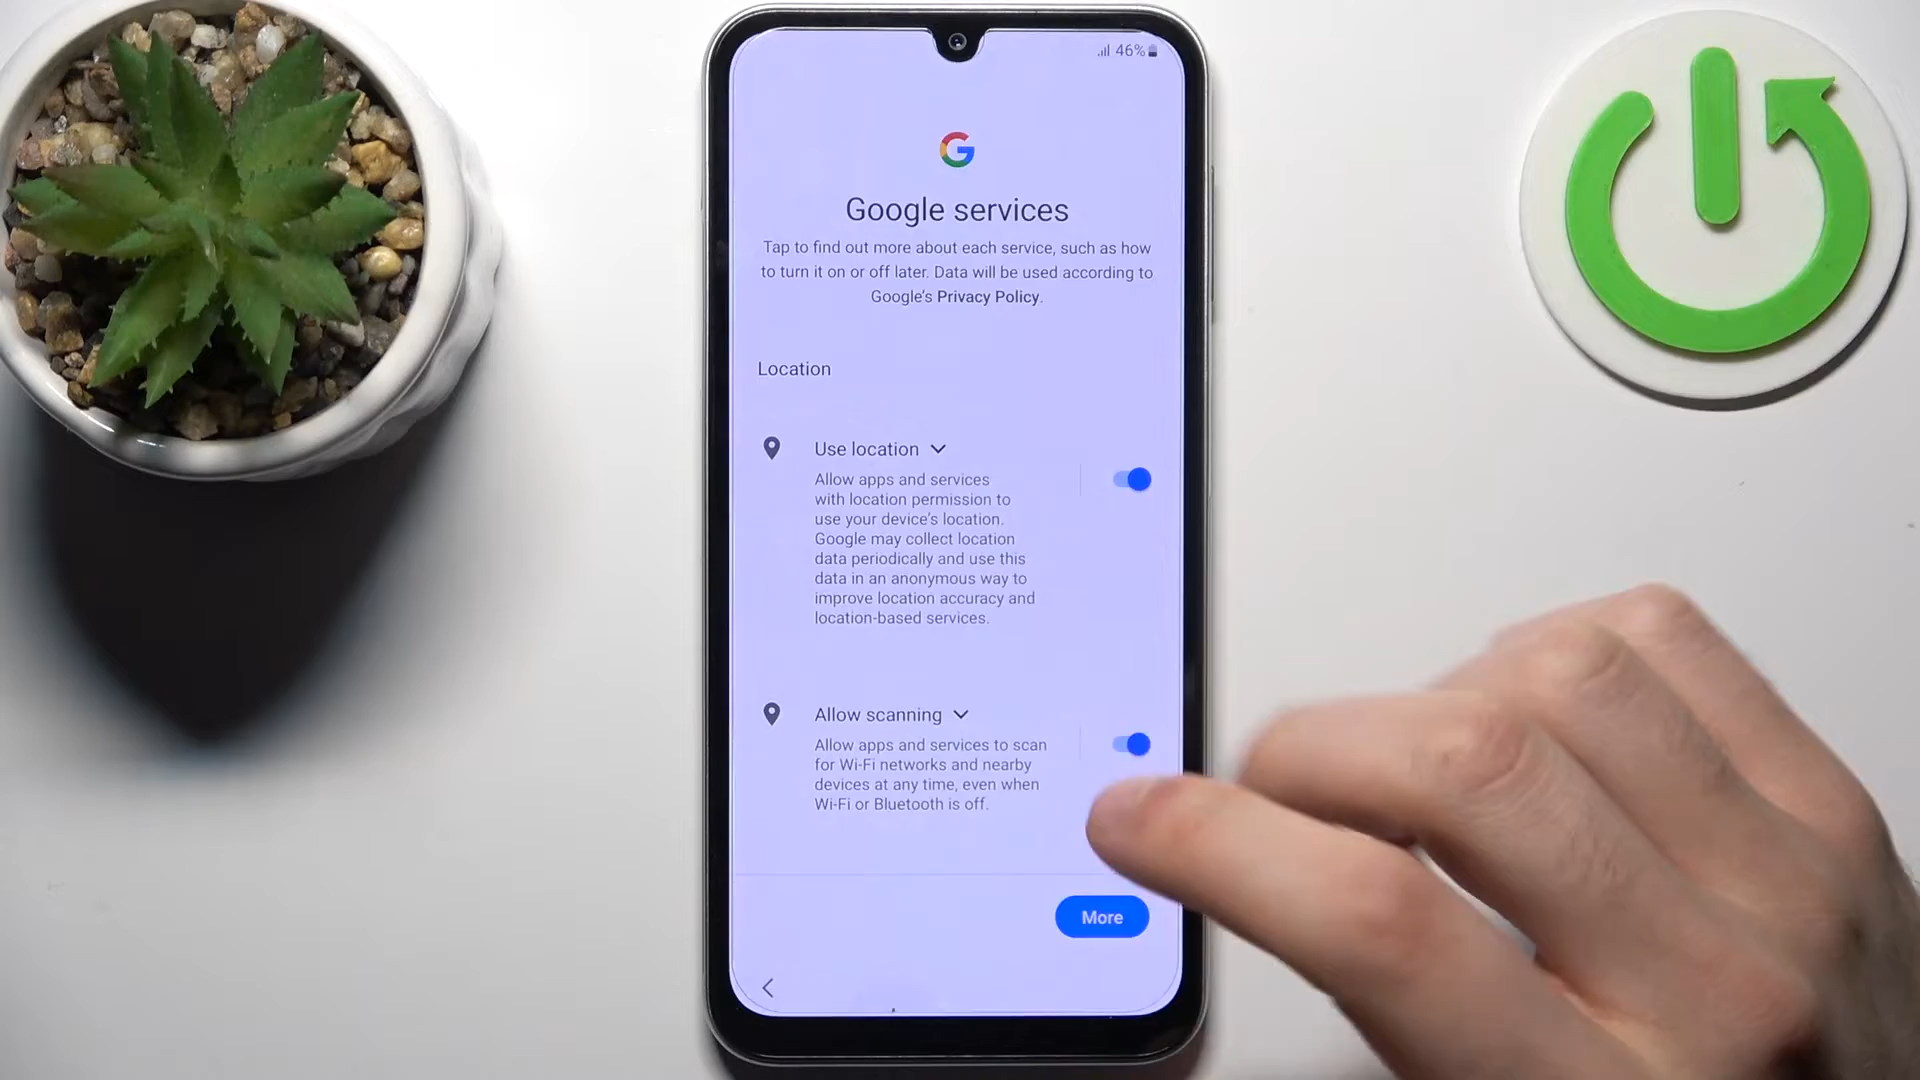 46%
Google services
Tap to find out more about each service, such as how
to turn it on or off later. Data will be used according to
Google's Privacy Policy.
Location
Use location
Allow apps and services
with location permission to
use your device's location.
Google may collect location
data periodically and use this
data in an anonymous way to
improve location accuracy and
location-based services.
Allow scanning
Allow apps and services to scan
for Wi-Fi networks and nearby
devices at any time, even when
Wi-Fi or Bluetooth is off.
More